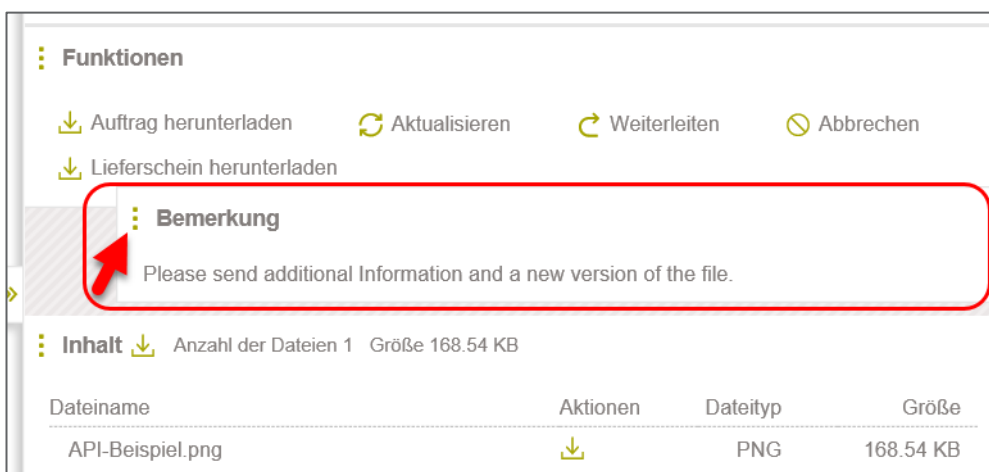 Funktionen
Auftrag herunterladen Aktualisieren Weiterleiten Abbrechen
Lieferschein herunterladen
Bemerkung
Please send additional Information and a new version of the file.
Inhalt Anzahl der Dateien 1 Größe 168.54 KB
Dateiname Aktionen Dateityp Größe
API-Beispiel.png PNG 168.54 KB